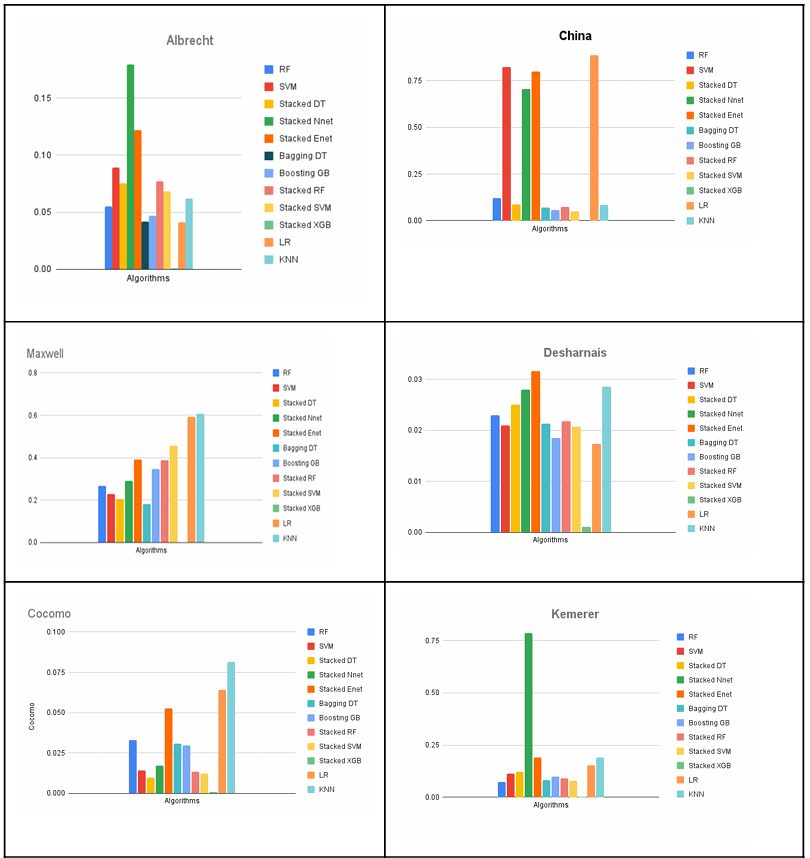 Albrecht
0.15
0.10
0.05
0.00
Algorithms
RF
SVM
Stacked DT
Stacked Nnet
Stacked Enet
Bagging DT
Boosting GB
Stacked RF
Stacked SVM
Stacked XGB
LR
KNN
China
0.75
0.50
0.25
0.00
Algorithms
RF
SVM
Stacked DT
Stacked Nnet
Stacked Enet
Bagging DT
Boosting GB
Stacked RF
Stacked SVM
Stacked XGB
LR
KNN
Maxwell
0.8
0.6
0.4
0.2
0.0
Algorithms
RF
SVM
Stacked DT
Stacked Nnet
Stacked Enet
Bagging DT
Boosting GB
Stacked RF
Stacked SVM
Stacked XGB
LR
KNN
Desharnais
0.03
0.02
0.01
0.00
Algorithms
RF
SVM
Stacked DT
Stacked Nnet
Stacked Enet
Bagging DT
Boosting GB
Stacked RF
Stacked SVM
Stacked XGB
LR
KNN
Cocomo
0.100
0.075
0.050
0.025
0.000
Cocomo
Algorithms
RF
SVM
Stacked DT
Stacked Nnet
Stacked Enet
Bagging DT
Boosting GB
Stacked RF
Stacked SVM
Stacked XGB
LR
KNN
Kemerer
0.75
0.50
0.25
0.00
Algorithms
RF
SVM
Stacked DT
Stacked Nnet
Stacked Enet
Bagging DT
Boosting GB
Stacked RF
Stacked SVM
Stacked XGB
LR
KNN